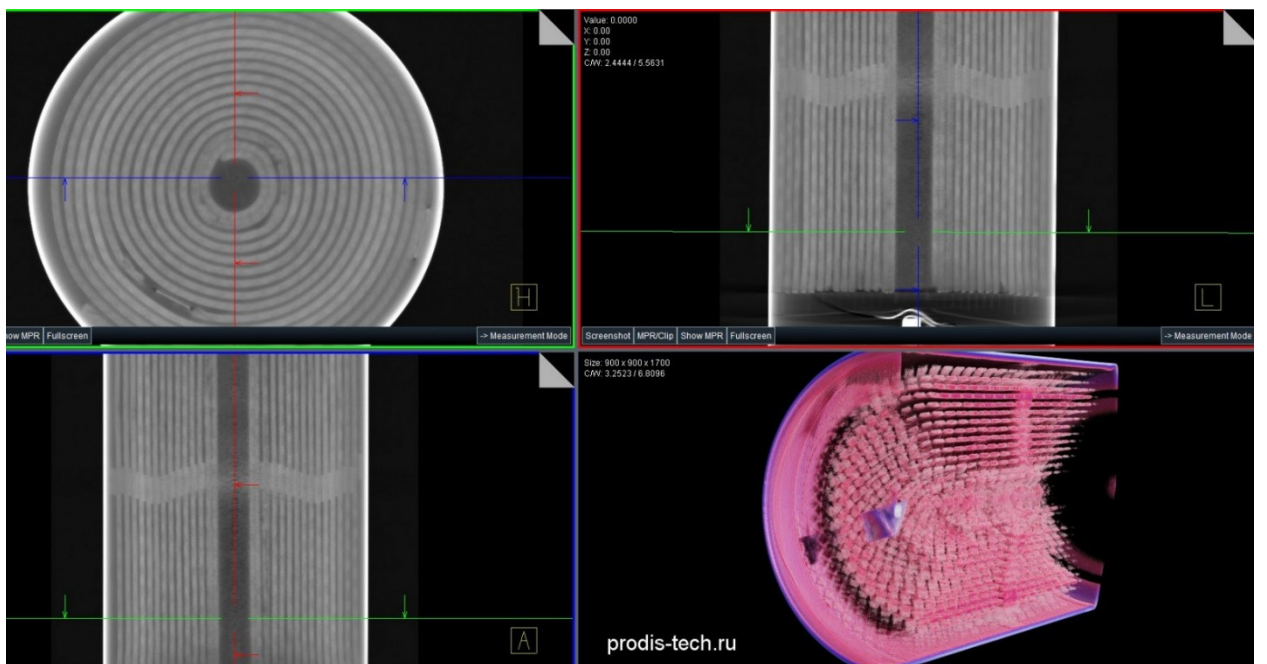 H
ow MPR Fullscreen -> Measurement Mode
Value: 0.0000
X: 0.00
Y: 0.00
Z: 0.00
C/W: 2.4444 / 5.5631
L
Screenshot MPR/Clip Show MPR Fullscreen -> Measurement Mode
A
Size: 900 x 900 x 1700
C/W: 3.2523 / 6.8096
prodis-tech.ru